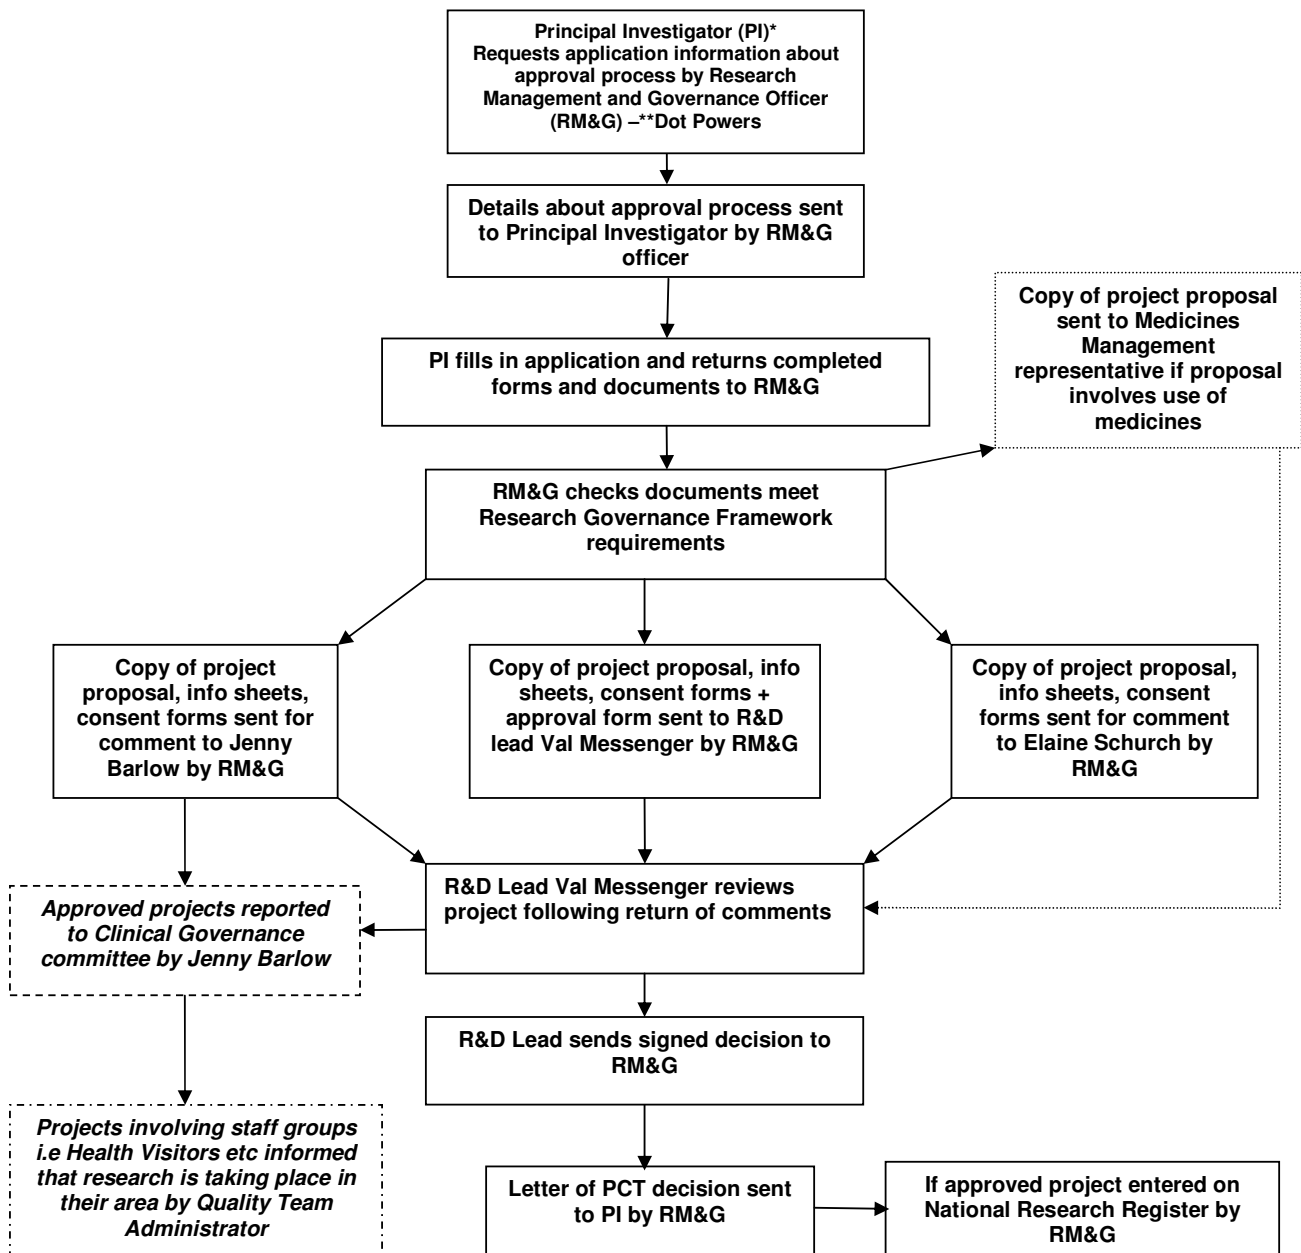 Principal Investigator (PI)*
Requests application information about
approval process by Research
Management and Governance Officer
(RM&G) –**Dot Powers
Details about approval process sent
to Principal Investigator by RM&G
officer
Copy of project proposal
sent to Medicines
Management
representative if proposal
involves use of
medicines
PI fills in application and returns completed
forms and documents to RM&G
RM&G checks documents meet
Research Governance Framework
requirements
Copy of project
proposal, info sheets,
consent forms sent for
comment to Jenny
Barlow by RM&G
Copy of project proposal, info
sheets, consent forms +
approval form sent to R&D
lead Val Messenger by RM&G
Copy of project proposal,
info sheets, consent
forms sent for comment
to Elaine Schurch by
RM&G
R&D Lead Val Messenger reviews
project following return of comments
Approved projects reported
to Clinical Governance
committee by Jenny Barlow
R&D Lead sends signed decision to
RM&G
Projects involving staff groups
i.e Health Visitors etc informed
that research is taking place in
their area by Quality Team
Administrator
Letter of PCT decision sent
to PI by RM&G
If approved project entered on
National Research Register by
RM&G